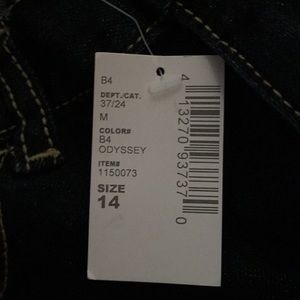 B4
DEPT./CAT.
37/24
M
COLOR#
B4
ODYSSEY
ITEM#
1150073
SIZE
14
4 13270 93737 0